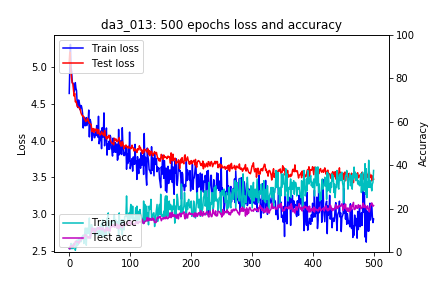 da3_013: 500 epochs loss and accuracy
Train loss
Test loss
Train acc
Test acc
Loss
5.0
4.5
4.0
3.5
3.0
2.5
Accuracy
100
80
60
40
20
0
0 100 200 300 400 500